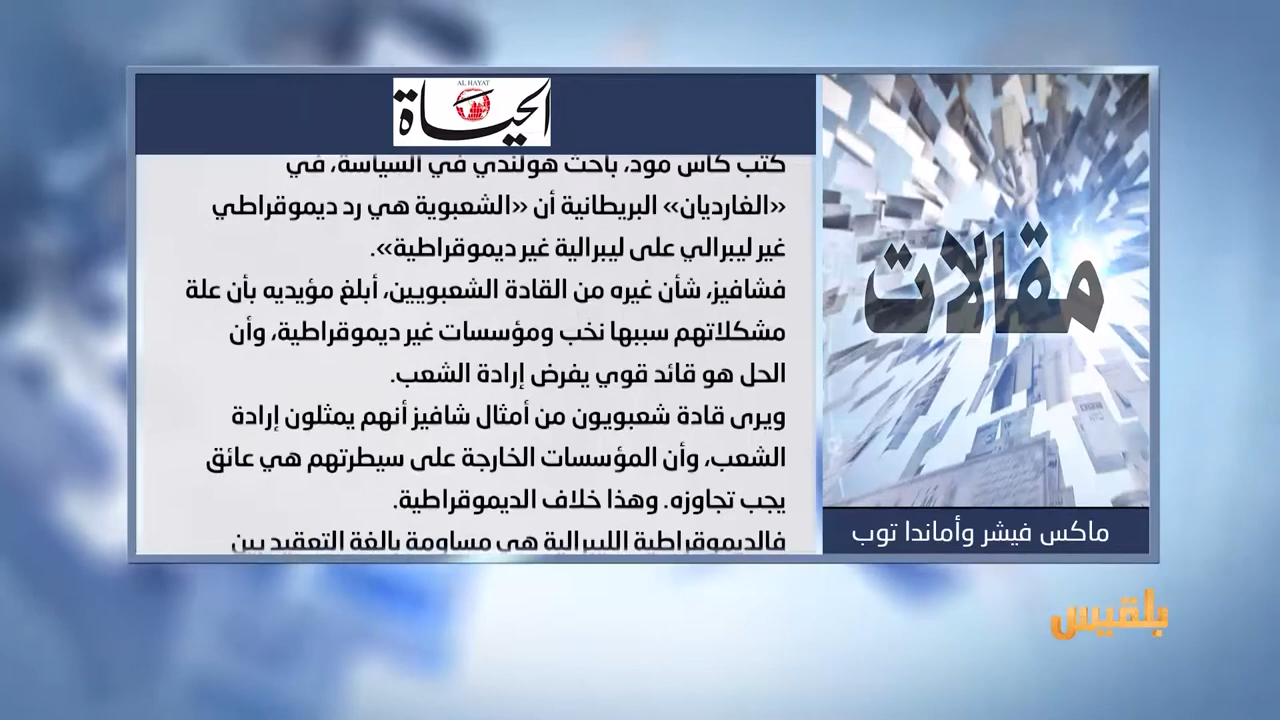 AL HAYAT
الحياة
كتب كاس مود، باحث هولندي في السياسة، في
«الغارديان» البريطانية أن «الشعبوية هي رد ديموقراطي
غير ليبرالي على ليبرالية غير ديموقراطية».
فشافيز، شأن غيره من القادة الشعبويين، أبلغ مؤيديه بأن علة
مشكلاتهم سببها نخب ومؤسسات غير ديموقراطية، وأن
الحل هو قائد قوي يفرض إرادة الشعب.
ويرى قادة شعبويون من أمثال شافيز أنهم يمثلون إرادة
الشعب، وأن المؤسسات الخارجة على سيطرتهم هي عائق
يجب تجاوزه. وهذا خلاف الديموقراطية.
فالديموقراطية الليبرالية هي مساومة بالغة التعقيد بين
مقالات
ماكس فيشر وأماندا توب
بلقيس